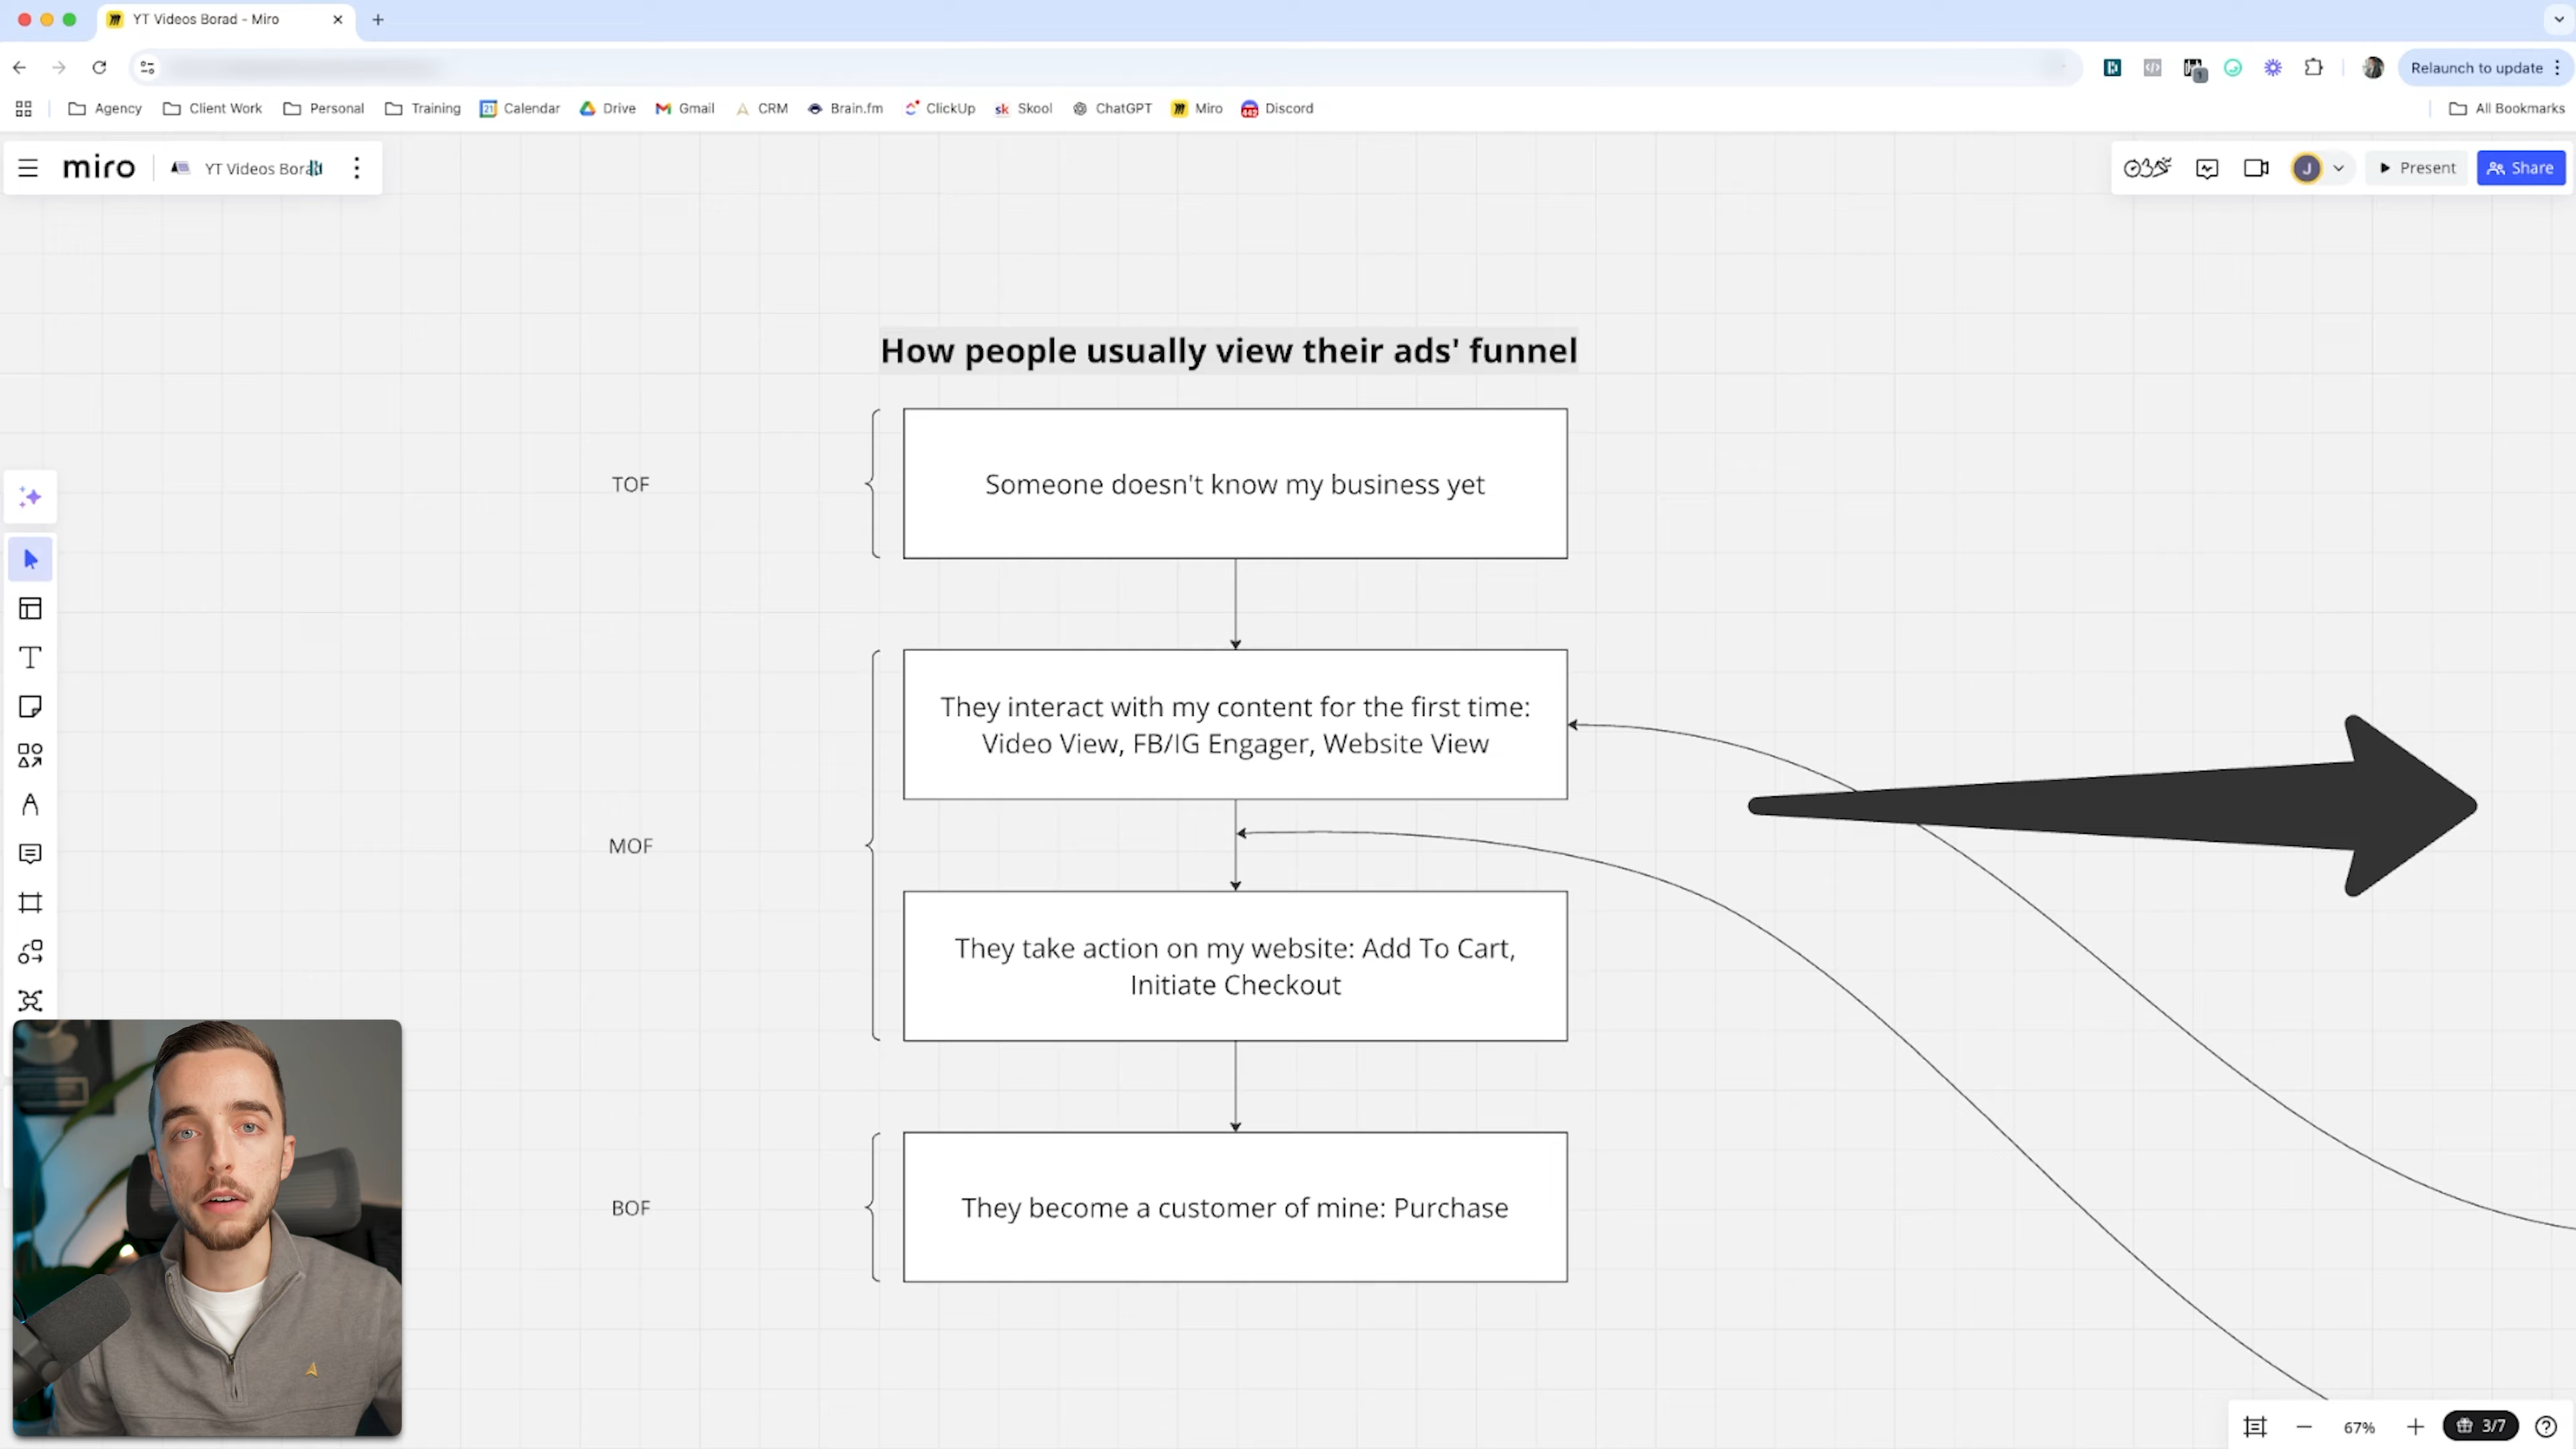 YT Videos Borad - Miro
Relaunch to update
Agency
Client Work
Personal
Training
Calendar
Drive
Gmail
CRM
Brain.fm
ClickUp
Skool
ChatGPT
Miro
Discord
All Bookmarks
miro
YT Videos
J
Present
Share
How people usually view their ads' funnel
TOF
Someone doesn't know my business yet
They interact with my content for the first time:
Video View, FB/IG Engager, Website View
MOF
They take action on my website: Add To Cart,
Initiate Checkout
BOF
They become a customer of mine: Purchase
67%
3/7